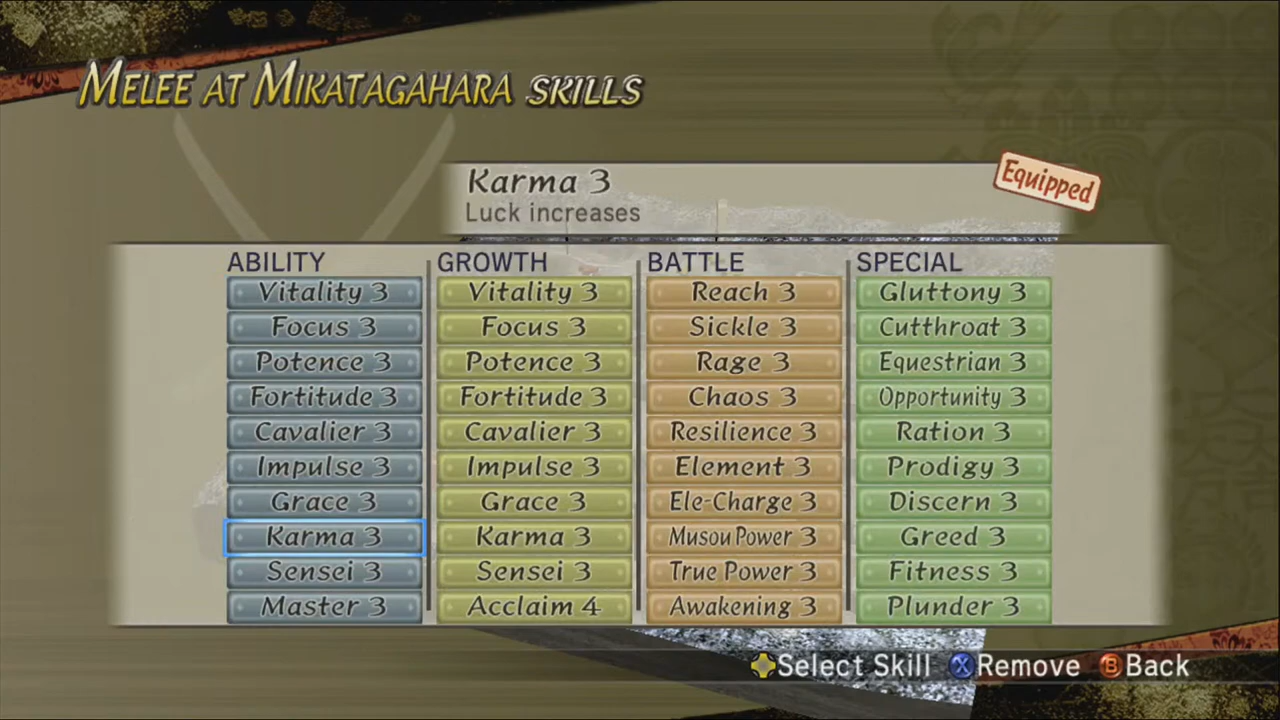 MELEE AT MIKATAGAHARA SKILLS
Karma 3
Equipped
Luck increases
ABILITY GROWTH BATTLE SPECIAL
Vitality 3 Vitality 3 Reach 3 Gluttony 3
Focus 3 Focus 3 Sickle 3 Cutthroat 3
Potence 3 Potence 3 Rage 3 Equestrian 3
Fortitude 3 Fortitude 3 Chaos 3 Opportunity 3
Cavalier 3 Cavalier 3 Resilience 3 Ration 3
Impulse 3 Impulse 3 Element 3 Prodigy 3
Grace 3 Grace 3 Ele-Charge 3 Discern 3
Karma 3 Karma 3 Musou Power 3 Greed 3
Sensei 3 Sensei 3 True Power 3 Fitness 3
Master 3 Acclaim 4 Awakening 3 Plunder 3
Select Skill X Remove B Back